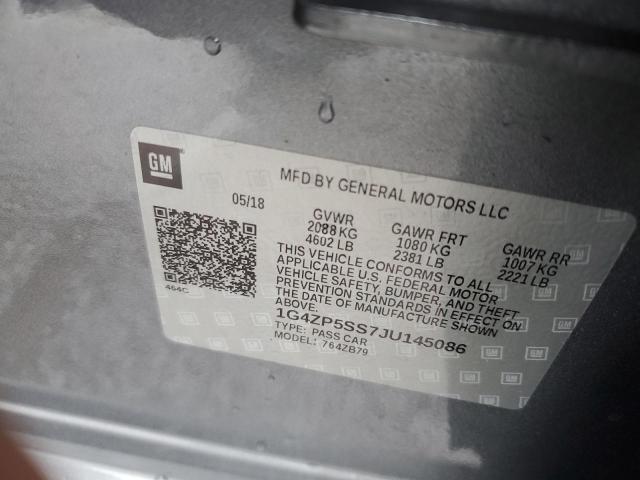 GM
MFD BY GENERAL MOTORS LLC
05/18
GVWR
2088 KG
4602 LB
GAWR FRT
1080 KG
2381 LB
GAWR RR
1007 KG
2221 LB
THIS VEHICLE CONFORMS TO ALL
APPLICABLE U.S. FEDERAL MOTOR
VEHICLE SAFETY, BUMPER, AND THEFT
PREVENTION STANDARDS IN EFFECT ON
THE DATE OF MANUFACTURE SHOWN
ABOVE.
464C
1G4ZP5SS7JU145086
TYPE: PASS CAR
MODEL: 764ZB79